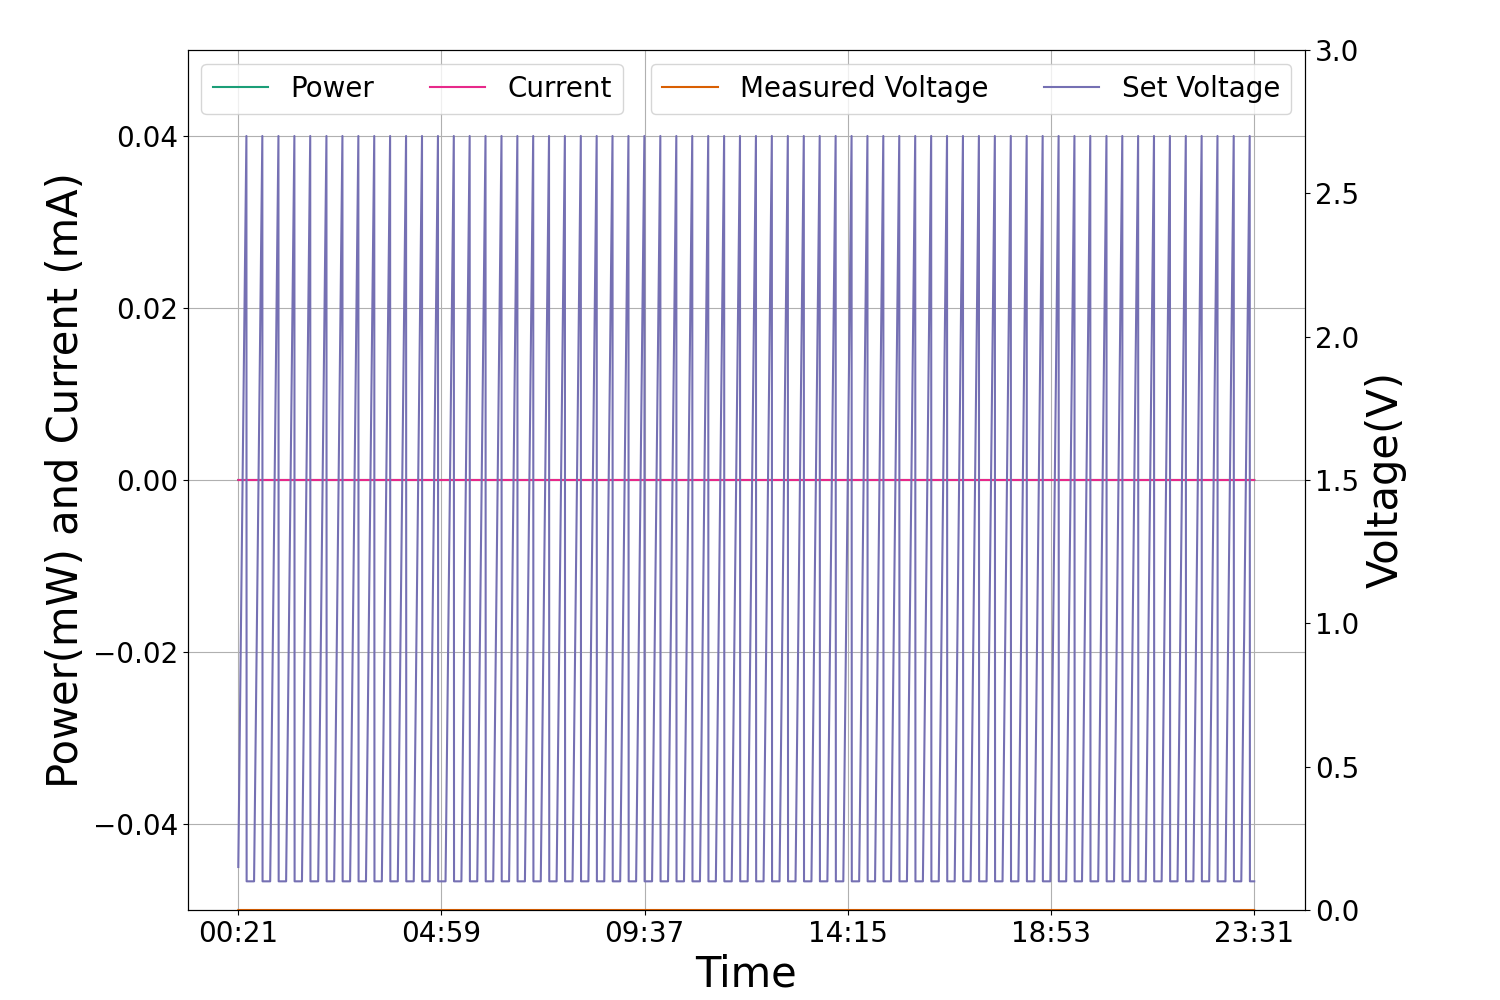 Power
Current
Measured Voltage
Set Voltage
Power(mW) and Current (mA)
0.04
0.02
0.00
−0.02
−0.04
3.0
2.5
2.0
1.5
1.0
0.5
0.0
Voltage(V)
00:21
04:59
09:37
14:15
18:53
23:31
Time